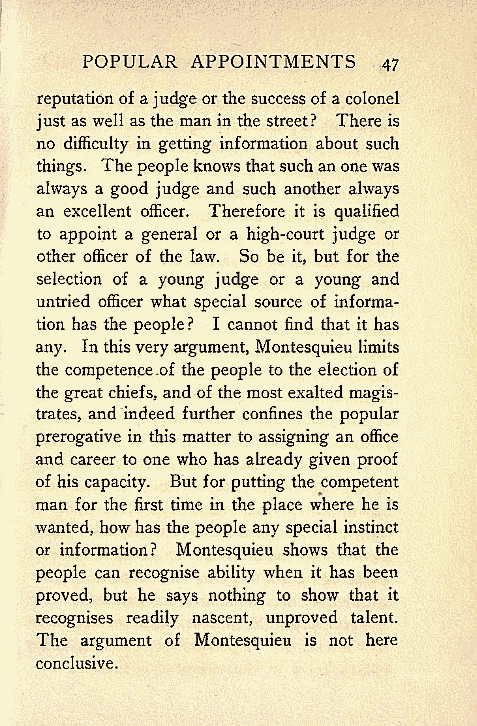 POPULAR APPOINTMENTS 47
reputation of a judge or the success of a colonel
just as well as the man in the street? There is
no difficulty in getting information about such
things. The people knows that such an one was
always a good judge and such another always
an excellent officer. Therefore it is qualified
to appoint a general or a high-court judge or
other officer of the law. So be it, but for the
selection of a young judge or a young and
untried officer what special source of informa-
tion has the people? I cannot find that it has
any. In this very argument, Montesquieu limits
the competence of the people to the election of
the great chiefs, and of the most exalted magis-
trates, and indeed further confines the popular
prerogative in this matter to assigning an office
and career to one who has already given proof
of his capacity. But for putting the competent
man for the first time in the place where he is
wanted, how has the people any special instinct
or information? Montesquieu shows that the
people can recognise ability when it has been
proved, but he says nothing to show that it
recognises readily nascent, unproved talent.
The argument of Montesquieu is not here
conclusive.